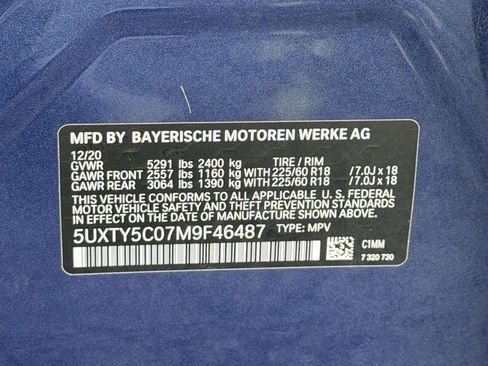 MFD BY BAYERISCHE MOTOREN WERKE AG
12/20
GVWR 5291 lbs 2400 kg TIRE / RIM
GAWR FRONT 2557 lbs 1160 kg WITH 225/60 R18 / 7.0J x 18
GAWR REAR 3064 lbs 1390 kg WITH 225/60 R18 / 7.0J x 18
THIS VEHICLE CONFORMS TO ALL APPLICABLE U. S. FEDERAL
MOTOR VEHICLE SAFETY STANDARDS
IN EFFECT ON THE DATE OF MANUFACTURE SHOWN ABOVE.
5UXTY5C07M9F46487 TYPE: MPV
C1MM
7 320 730